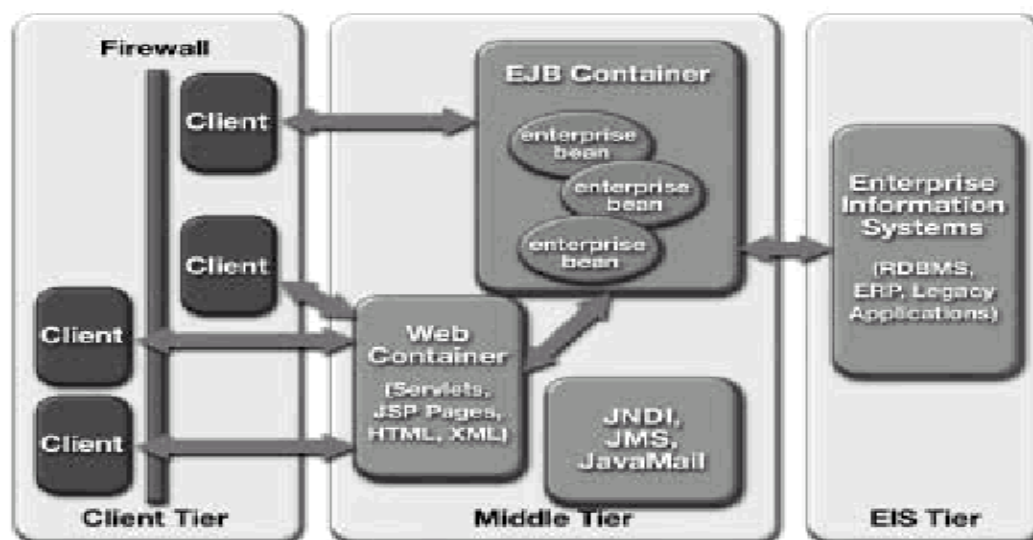 Firewall
Client
Client
Client
Client
Client Tier
EJB Container
enterprise
bean
enterprise
bean
enterprise
bean
Web
Container
(Servlets,
JSP Pages,
HTML, XML)
JNDI,
JMS,
JavaMail
Middle Tier
Enterprise
Information
Systems
(RDBMS,
ERP, Legacy
Applications)
EIS Tier